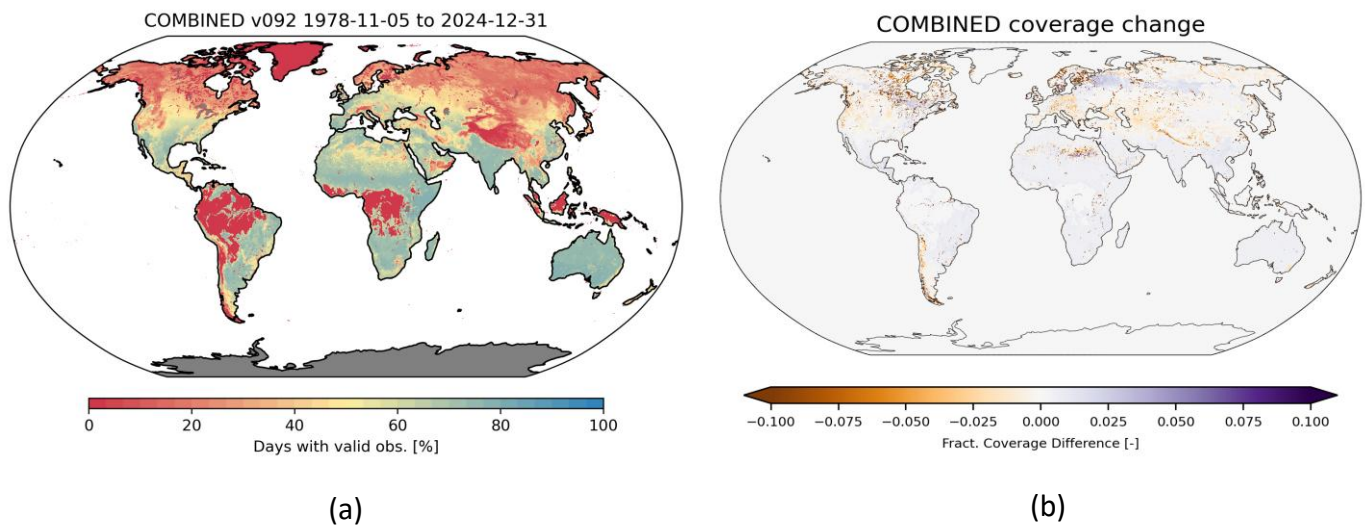 COMBINED v092 1978-11-05 to 2024-12-31
0 20 40 60 80 100
Days with valid obs. [%]
(a)
COMBINED coverage change
−0.100 −0.075 −0.050 −0.025 0.000 0.025 0.050 0.075 0.100
Fract. Coverage Difference [-]
(b)